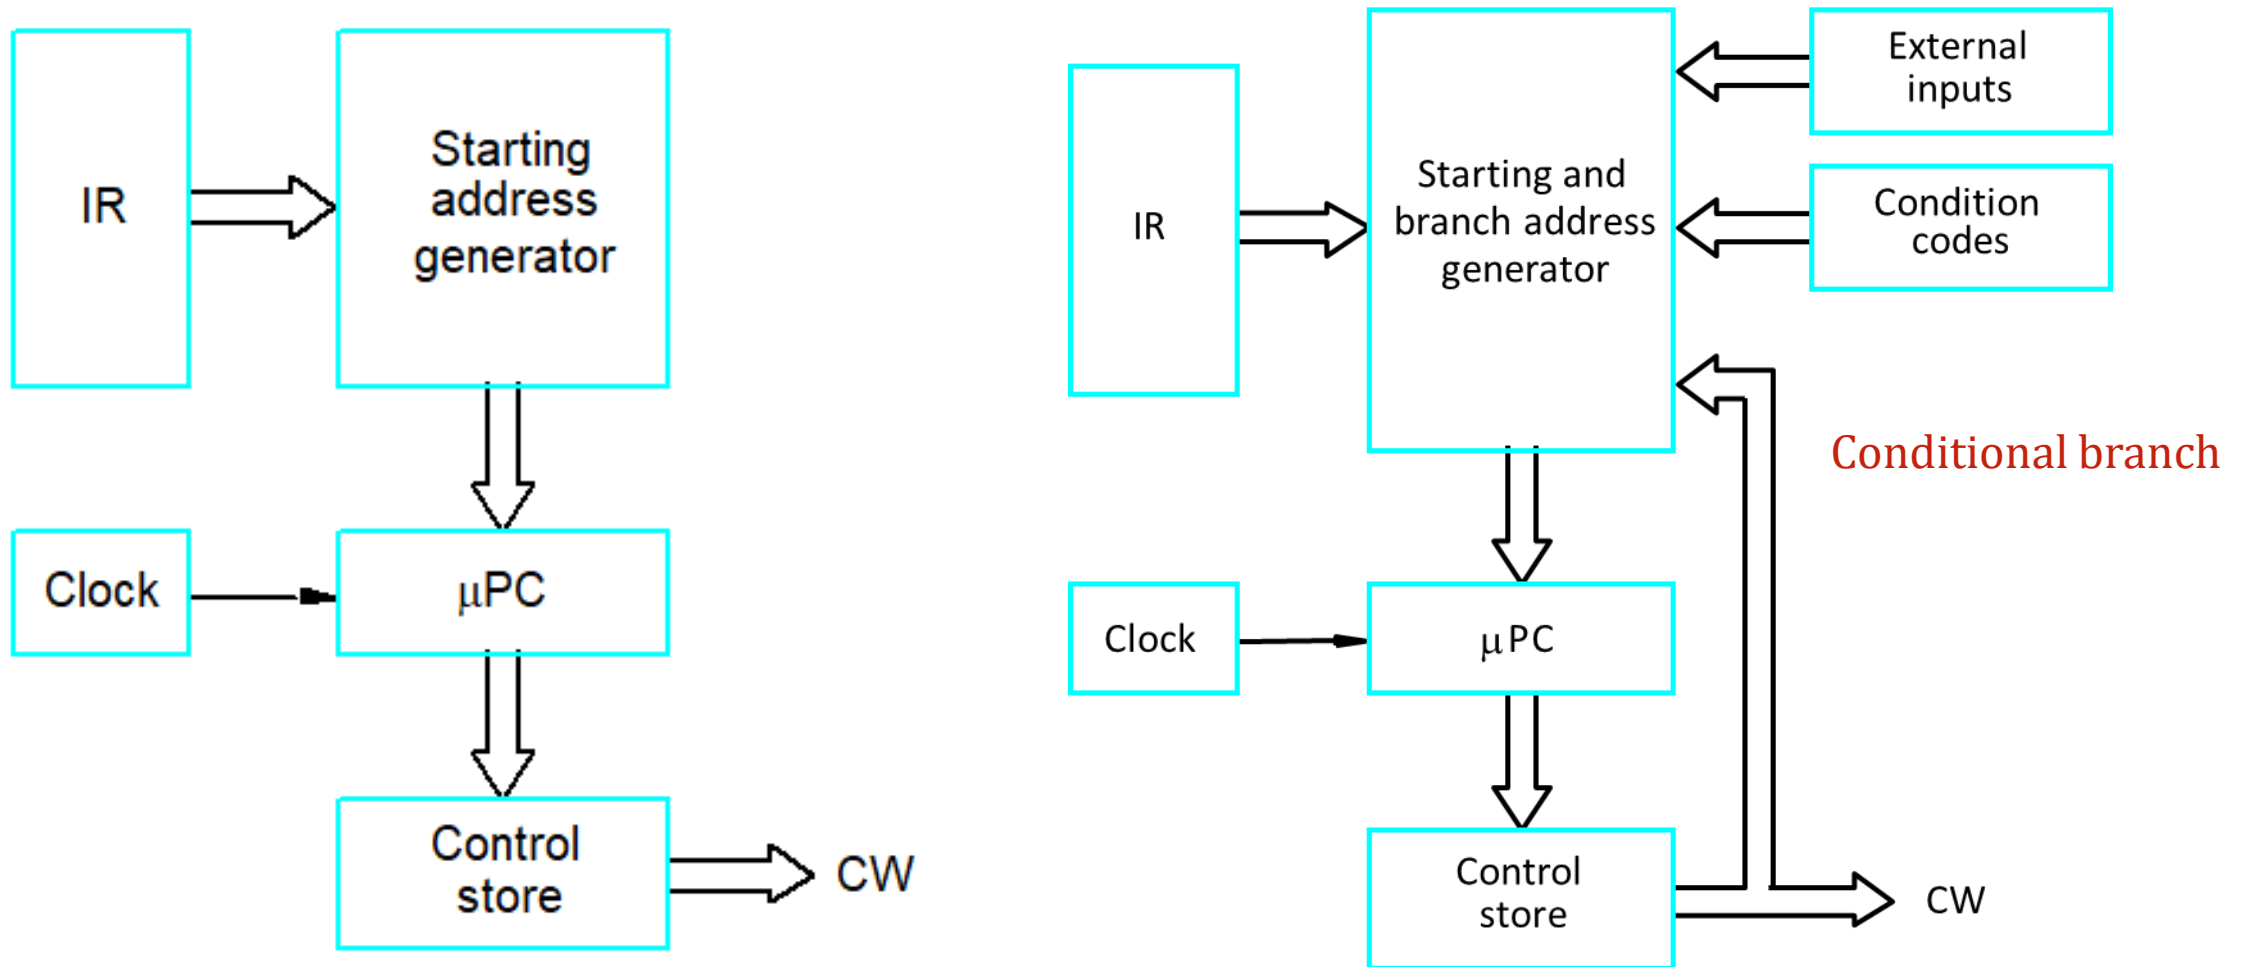 IR
Starting
address
generator
Clock
μPC
Control
store
CW
External
inputs
IR
Starting and
branch address
generator
Condition
codes
Conditional branch
Clock
μPC
Control
store
CW